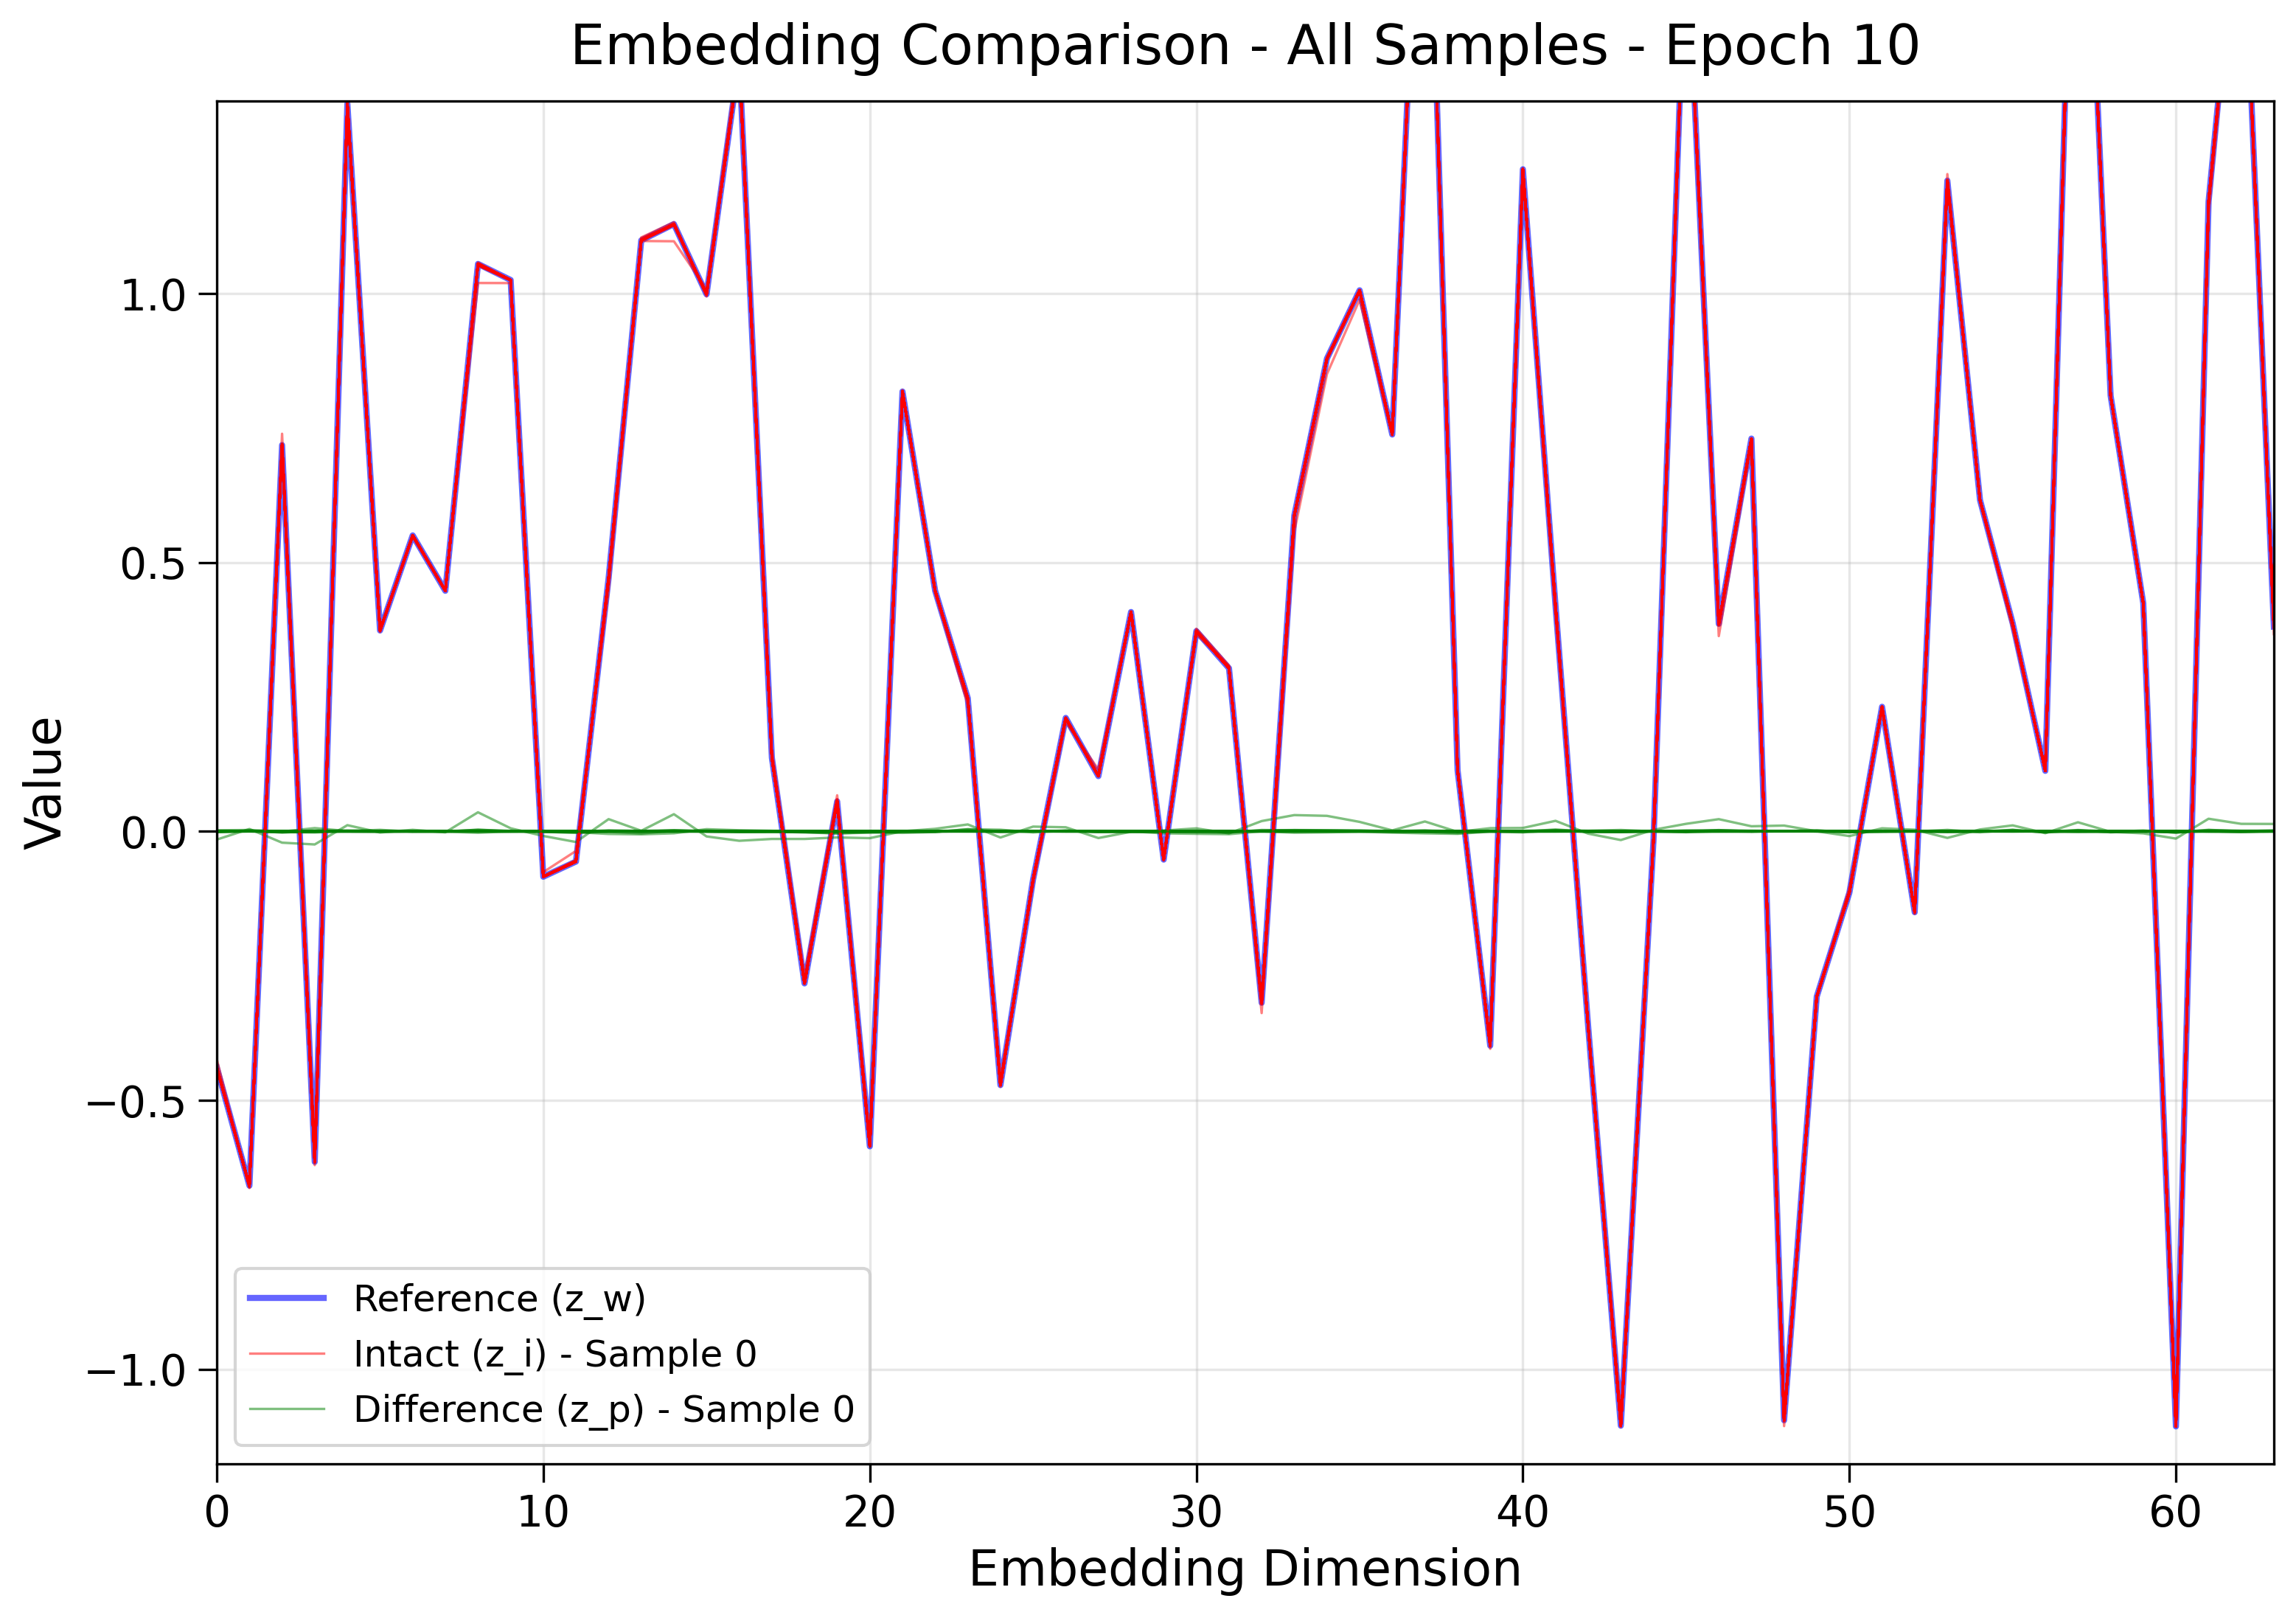 Embedding Comparison - All Samples - Epoch 10
Value
1.0
0.5
0.0
−0.5
−1.0
Reference (z_w)
Intact (z_i) - Sample 0
Difference (z_p) - Sample 0
0 10 20 30 40 50 60
Embedding Dimension